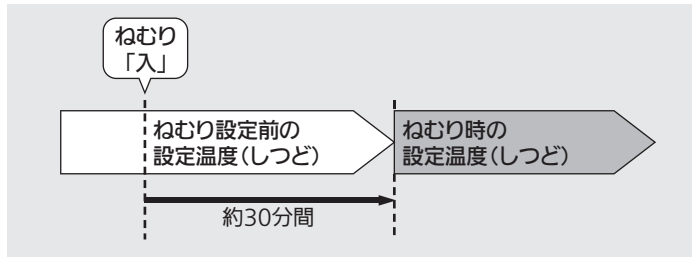 ねむり
「入」
ねむり設定前の
設定温度(しつど)
ねむり時の
設定温度(しつど)
約30分間